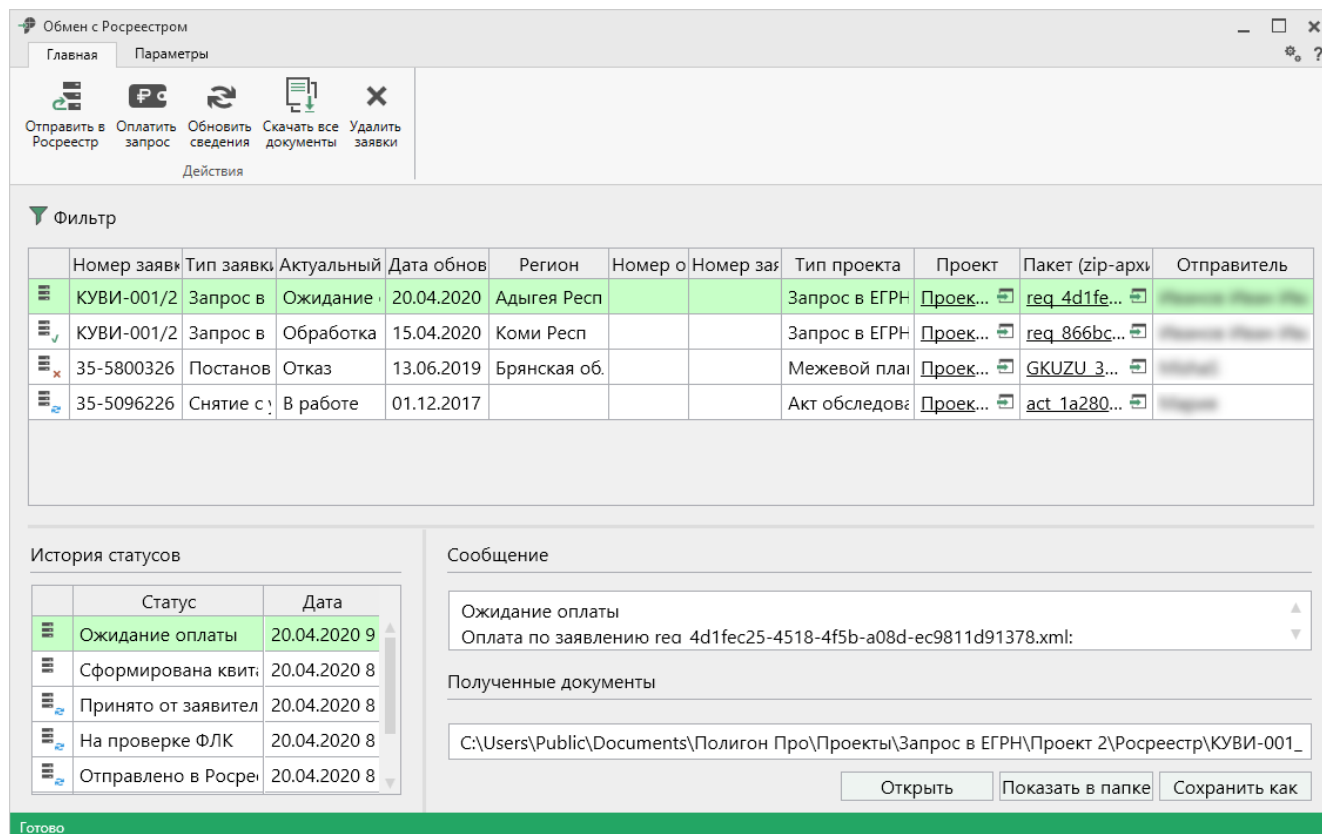 Обмен с Росреестром
Главная Параметры
?
Отправить в Оплатить Обновить Скачать все Удалить
Росреестр запрос сведения документы заявки
Действия
Фильтр
Номер заявк Тип заявки Актуальный Дата обнов Регион Номер о Номер зая Тип проекта Проект Пакет (zip-архи Отправитель
КУВИ-001/2 Запрос в Ожидание 20.04.2020 Адыгея Респ Запрос в ЕГРН Проек... req_4d1fe...
КУВИ-001/2 Запрос в Обработка 15.04.2020 Коми Респ Запрос в ЕГРН Проек... req_866bc...
35-5800326 Постанов Отказ 13.06.2019 Брянская об. Межевой план Проек... GKUZU_3...
35-5096226 Снятие с у В работе 01.12.2017 Акт обследова Проек... act_1a280...
История статусов
Статус Дата
Ожидание оплаты 20.04.2020 9
Сформирована квита 20.04.2020 8
Принято от заявител 20.04.2020 8
На проверке ФЛК 20.04.2020 8
Отправлено в Росрее 20.04.2020 8
Сообщение
Ожидание оплаты
Оплата по заявлению req_4d1fec25-4518-4f5b-a08d-ec9811d91378.xml:
Полученные документы
C:\Users\Public\Documents\Полигон Про\Проекты\Запрос в ЕГРН\Проект 2\Росреестр\КУВИ-001_
Открыть Показать в папке Сохранить как
Готово